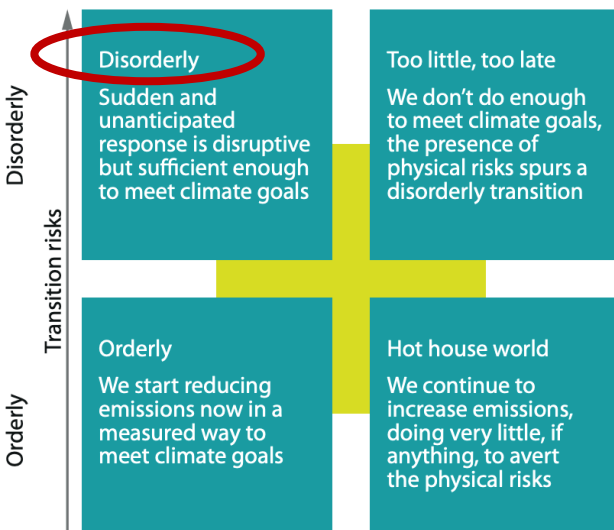 Disorderly
Sudden and
unanticipated
response is disruptive
but sufficient enough
to meet climate goals
Too little, too late
We don’t do enough
to meet climate goals,
the presence of
physical risks spurs a
disorderly transition
Disorderly
Transition risks
Orderly
Orderly
We start reducing
emissions now in a
measured way to
meet climate goals
Hot house world
We continue to
increase emissions,
doing very little, if
anything, to avert
the physical risks